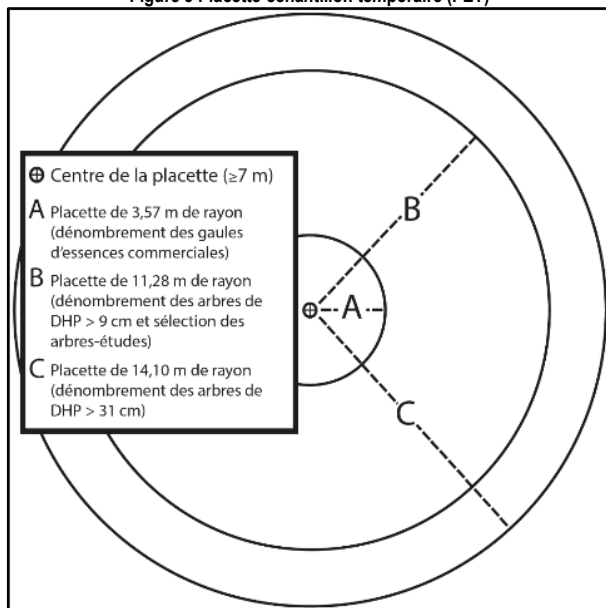 Figure Placette-échantillon temporaire (PET)
Centre de la placette (≥7 m)
A Placette de 3,57 m de rayon
(dénombrement des gaules
d'essences commerciales)
B Placette de 11,28 m de rayon
(dénombrement des arbres de
DHP > 9 cm et sélection des
arbres-études)
C Placette de 14,10 m de rayon
(dénombrement des arbres de
DHP > 31 cm)
B
A
C